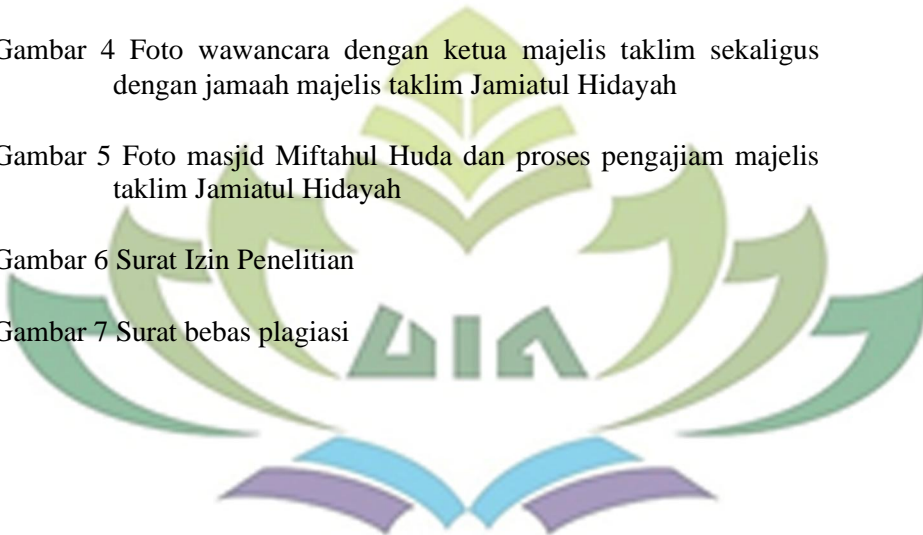 Gambar 4 Foto wawancara dengan ketua majelis taklim sekaligus
dengan jamaah majelis taklim Jamiatul Hidayah
Gambar 5 Foto masjid Miftahul Huda dan proses pengajiam majelis
taklim Jamiatul Hidayah
Gambar 6 Surat Izin Penelitian
Gambar 7 Surat bebas plagiasi
UIN